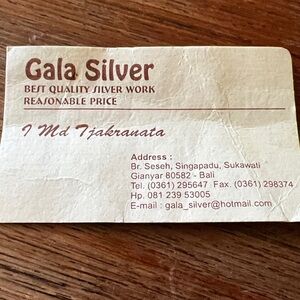 Gala Silver
BEST QUALITY SILVER WORK
REASONABLE PRICE
I Md Tjakranata
Address :
Br. Seseh, Singapadu, Sukawati
Gianyar 80582 - Bali
Tel. (0361) 295647 Fax. (0361) 298374
Hp. 081 239 53005
E-mail : gala_silver@hotmail.com